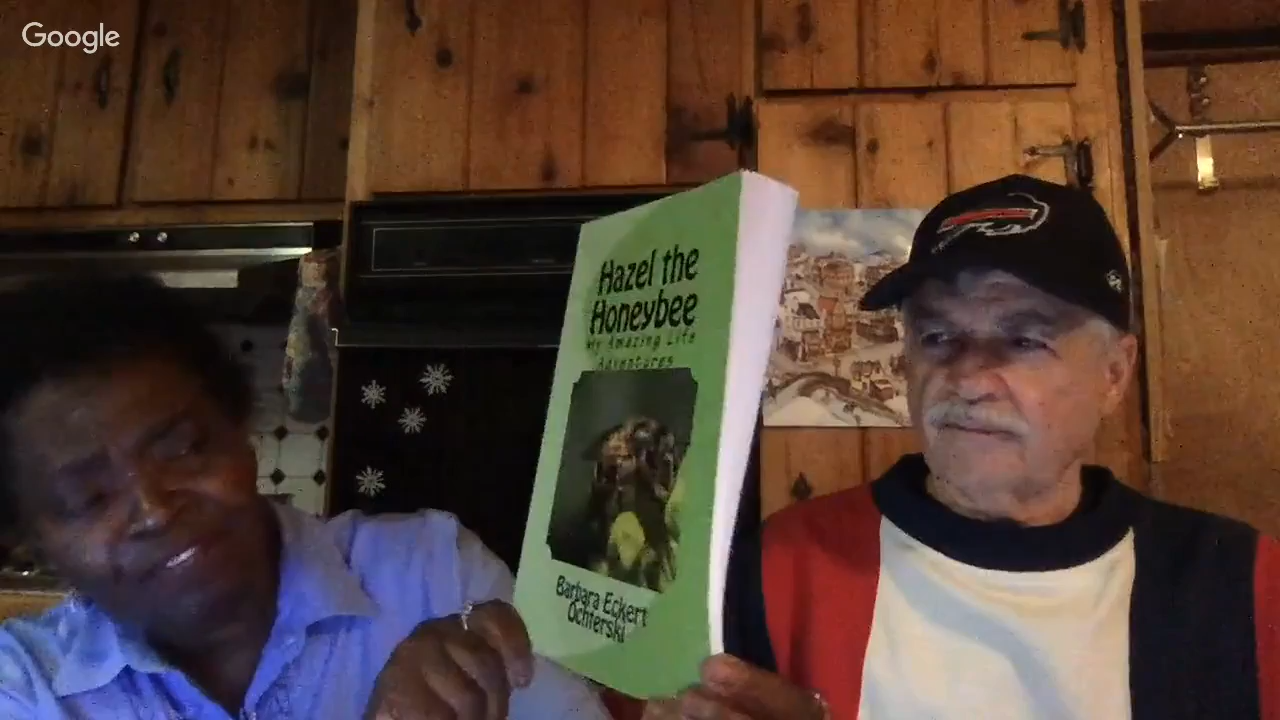 Google
Hazel the
Honeybee
My Amazing Life
Adventures
Barbara Eckert
Ochterski